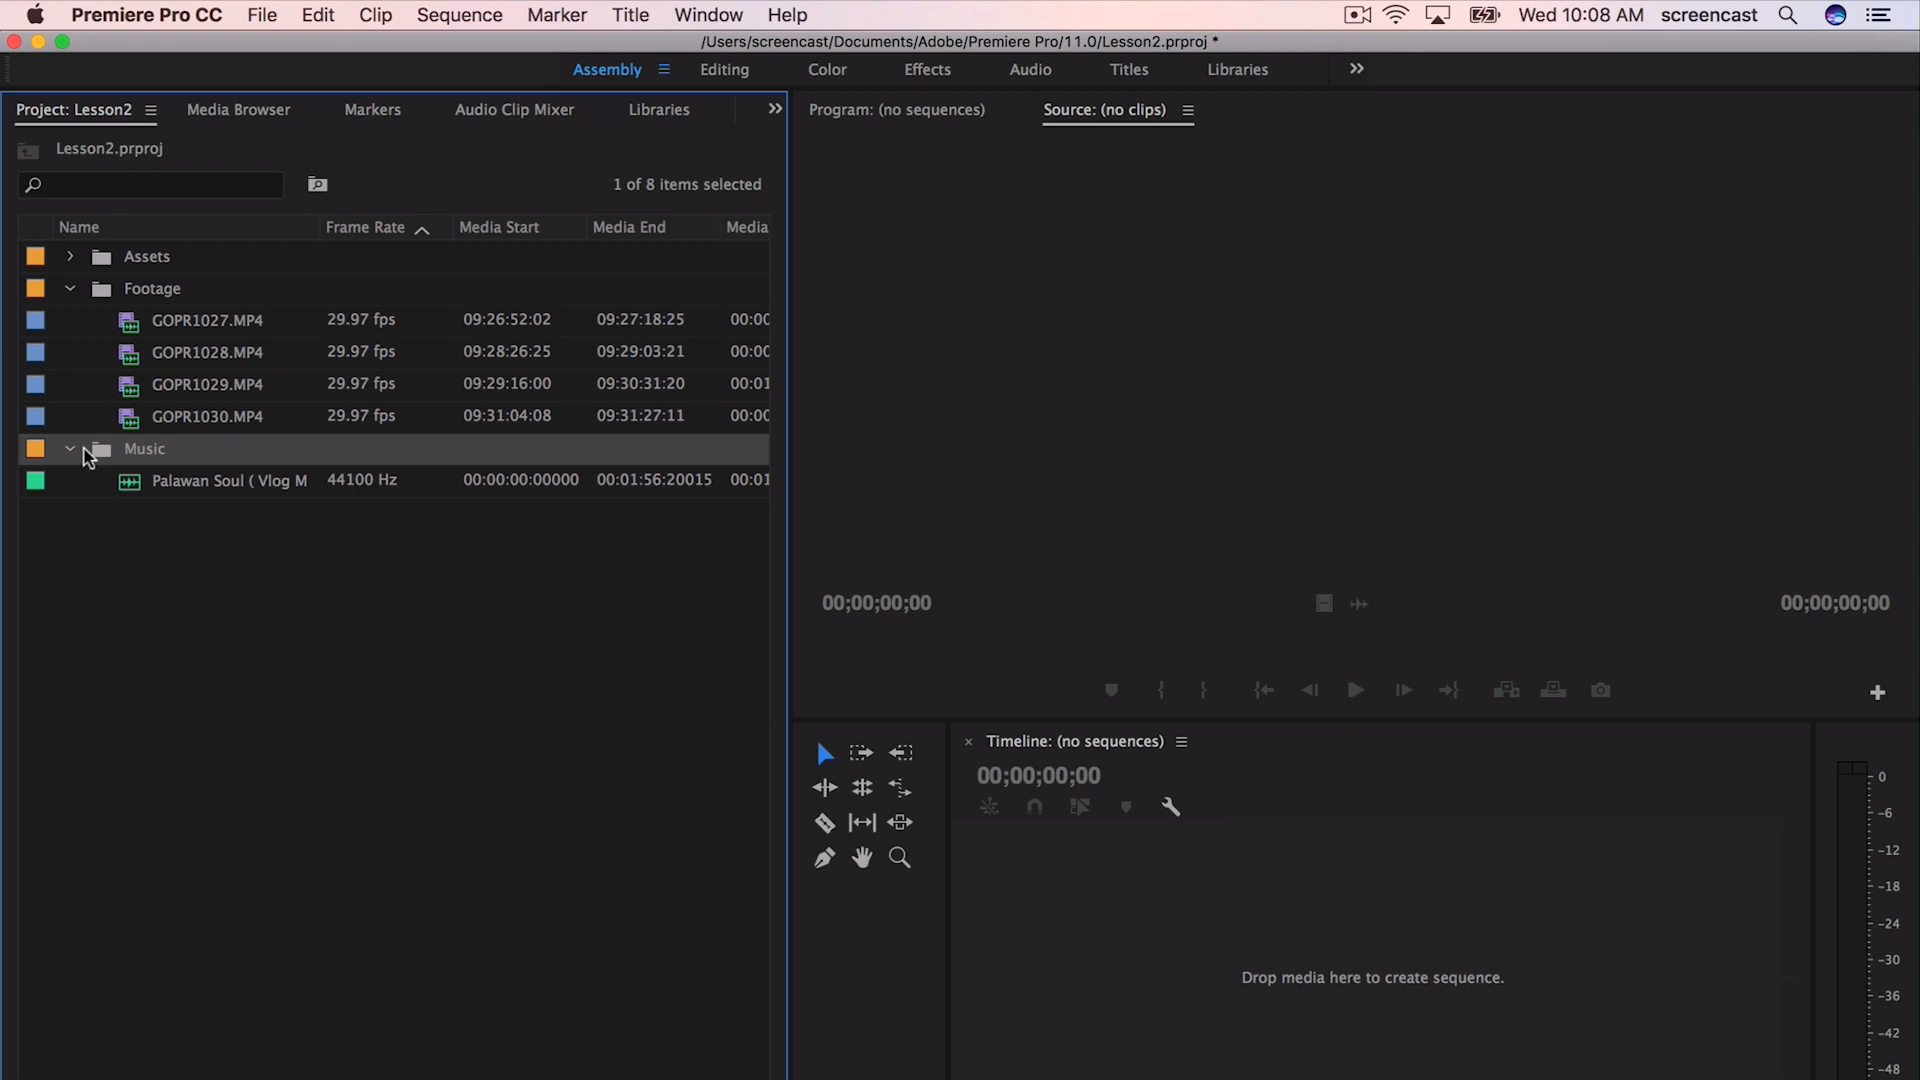 Premiere Pro CC File Edit Clip Sequence Marker Title Window Help Wed 10:08 AM screencast
/Users/screencast/Documents/Adobe/Premiere Pro/11.0/Lesson2.prproj *
Assembly Editing Color Effects Audio Titles Libraries
Project: Lesson2 Media Browser Markers Audio Clip Mixer Libraries
Program: (no sequences) Source: (no clips)
Lesson2.prproj
1 of 8 items selected
Name Frame Rate Media Start Media End Media
Assets
Footage
GOPR1027.MP4 29.97 fps 09:26:52:02 09:27:18:25 00:00
GOPR1028.MP4 29.97 fps 09:28:26:25 09:29:03:21 00:00
GOPR1029.MP4 29.97 fps 09:29:16:00 09:30:31:20 00:01
GOPR1030.MP4 29.97 fps 09:31:04:08 09:31:27:11 00:00
Music
Palawan Soul ( Vlog M 44100 Hz 00:00:00:00000 00:01:56:20015 00:01
00;00;00;00 00;00;00;00
Timeline: (no sequences)
00;00;00;00
Drop media here to create sequence.
0
-6
-12
-18
-24
-30
-36
-42
-48